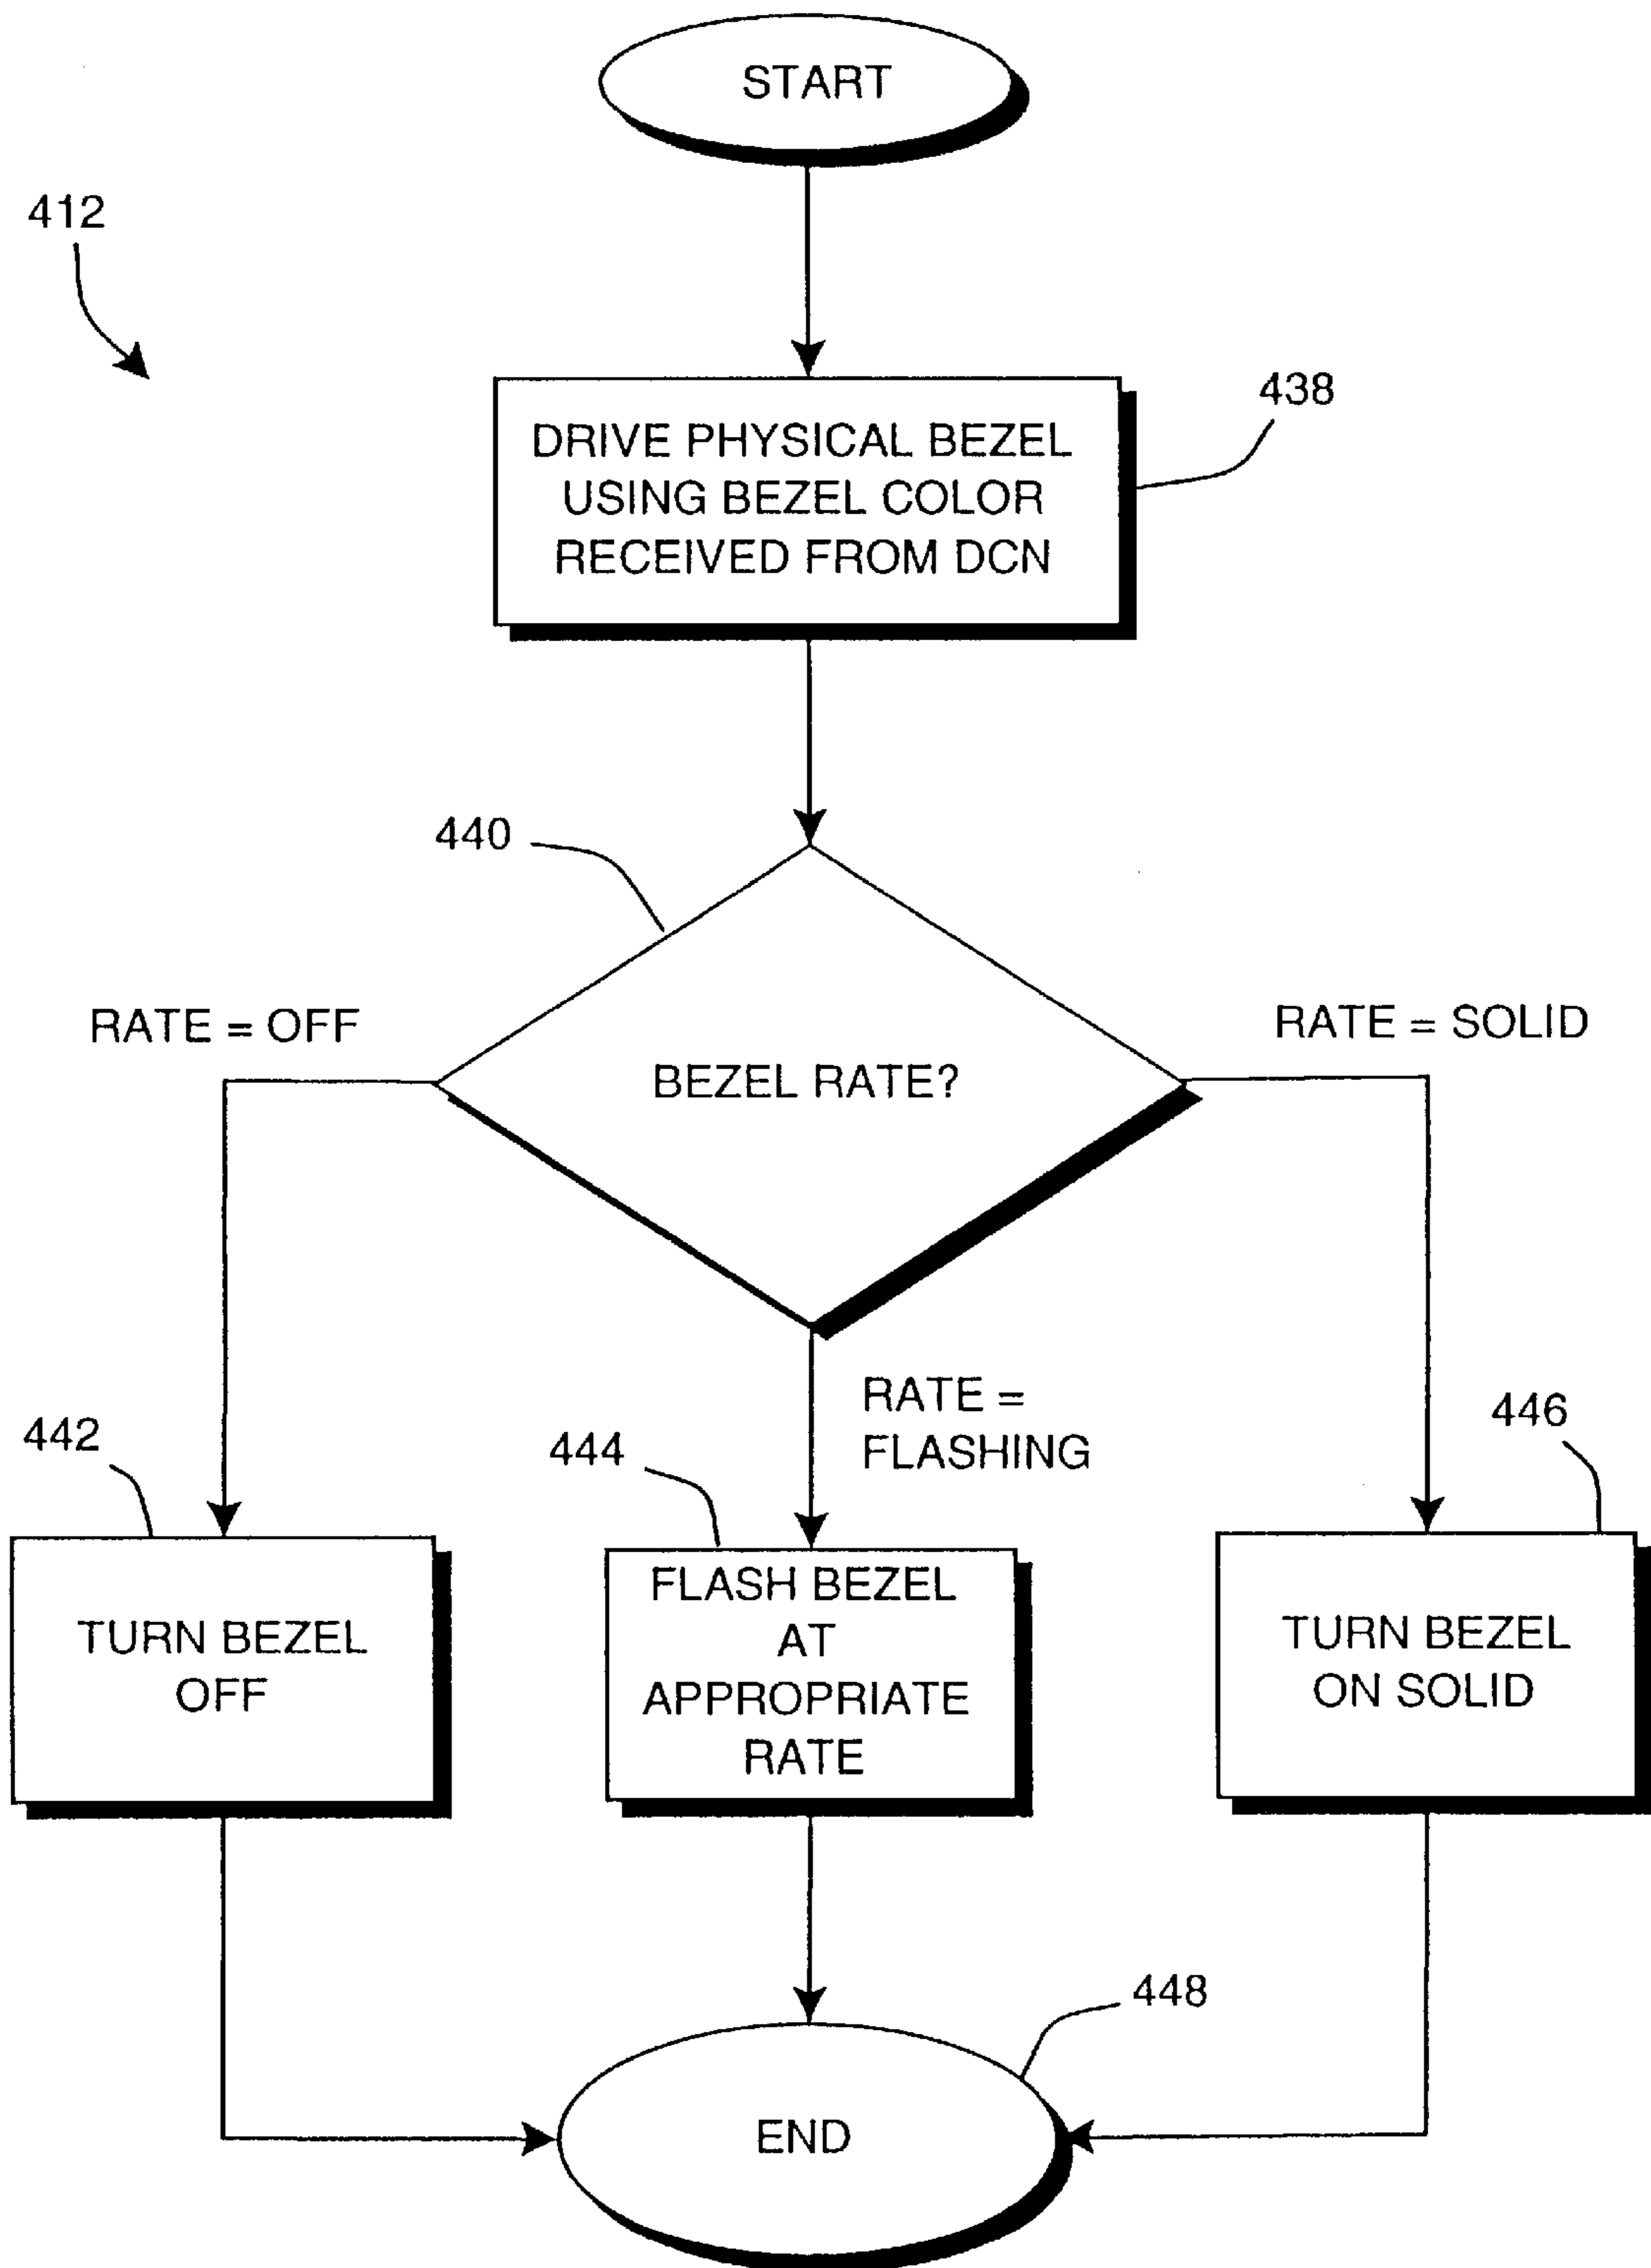 START
412
438
DRIVE PHYSICAL BEZEL
USING BEZEL COLOR
RECEIVED FROM DCN
440
RATE = OFF
RATE = SOLID
BEZEL RATE?
RATE =
FLASHING
442
444
446
TURN BEZEL
OFF
FLASH BEZEL
AT
APPROPRIATE
RATE
TURN BEZEL
ON SOLID
448
END